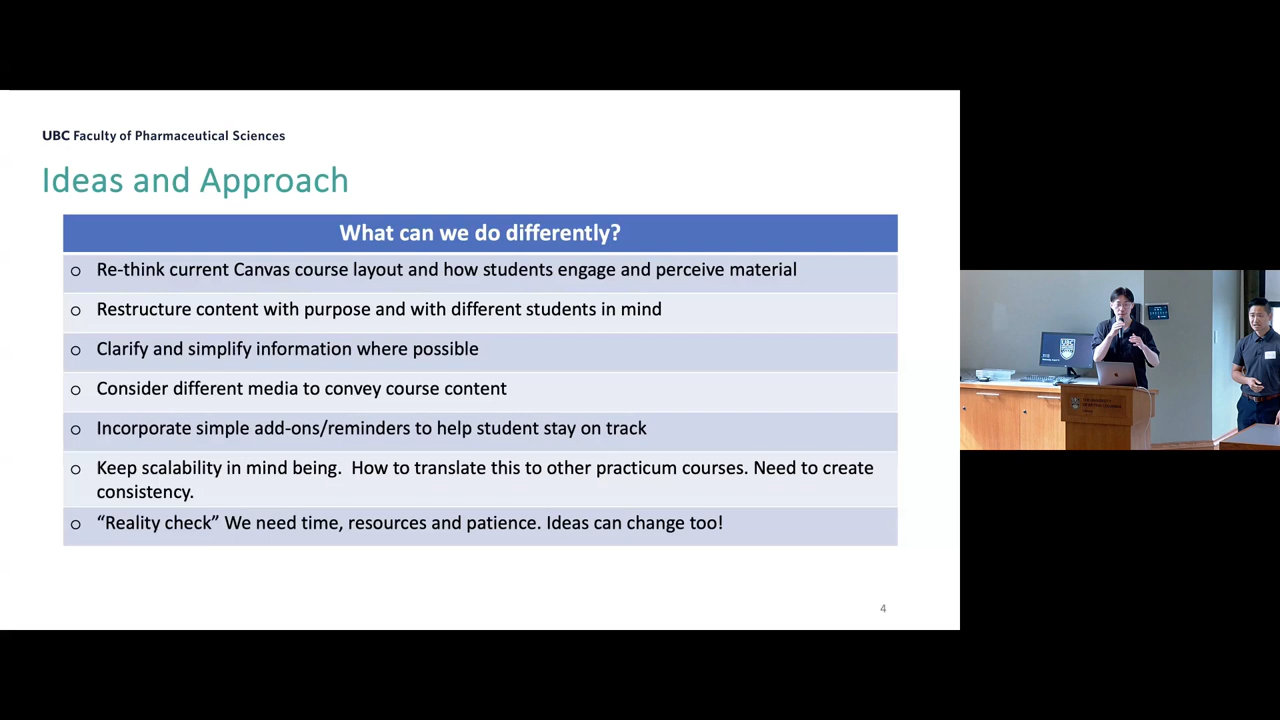 UBC Faculty of Pharmaceutical Sciences
Ideas and Approach
What can we do differently?
○ Re-think current Canvas course layout and how students engage and perceive material
○ Restructure content with purpose and with different students in mind
○ Clarify and simplify information where possible
○ Consider different media to convey course content
○ Incorporate simple add-ons/reminders to help student stay on track
○ Keep scalability in mind being.  How to translate this to other practicum courses. Need to create
consistency.
○ “Reality check” We need time, resources and patience. Ideas can change too!
4
UBC